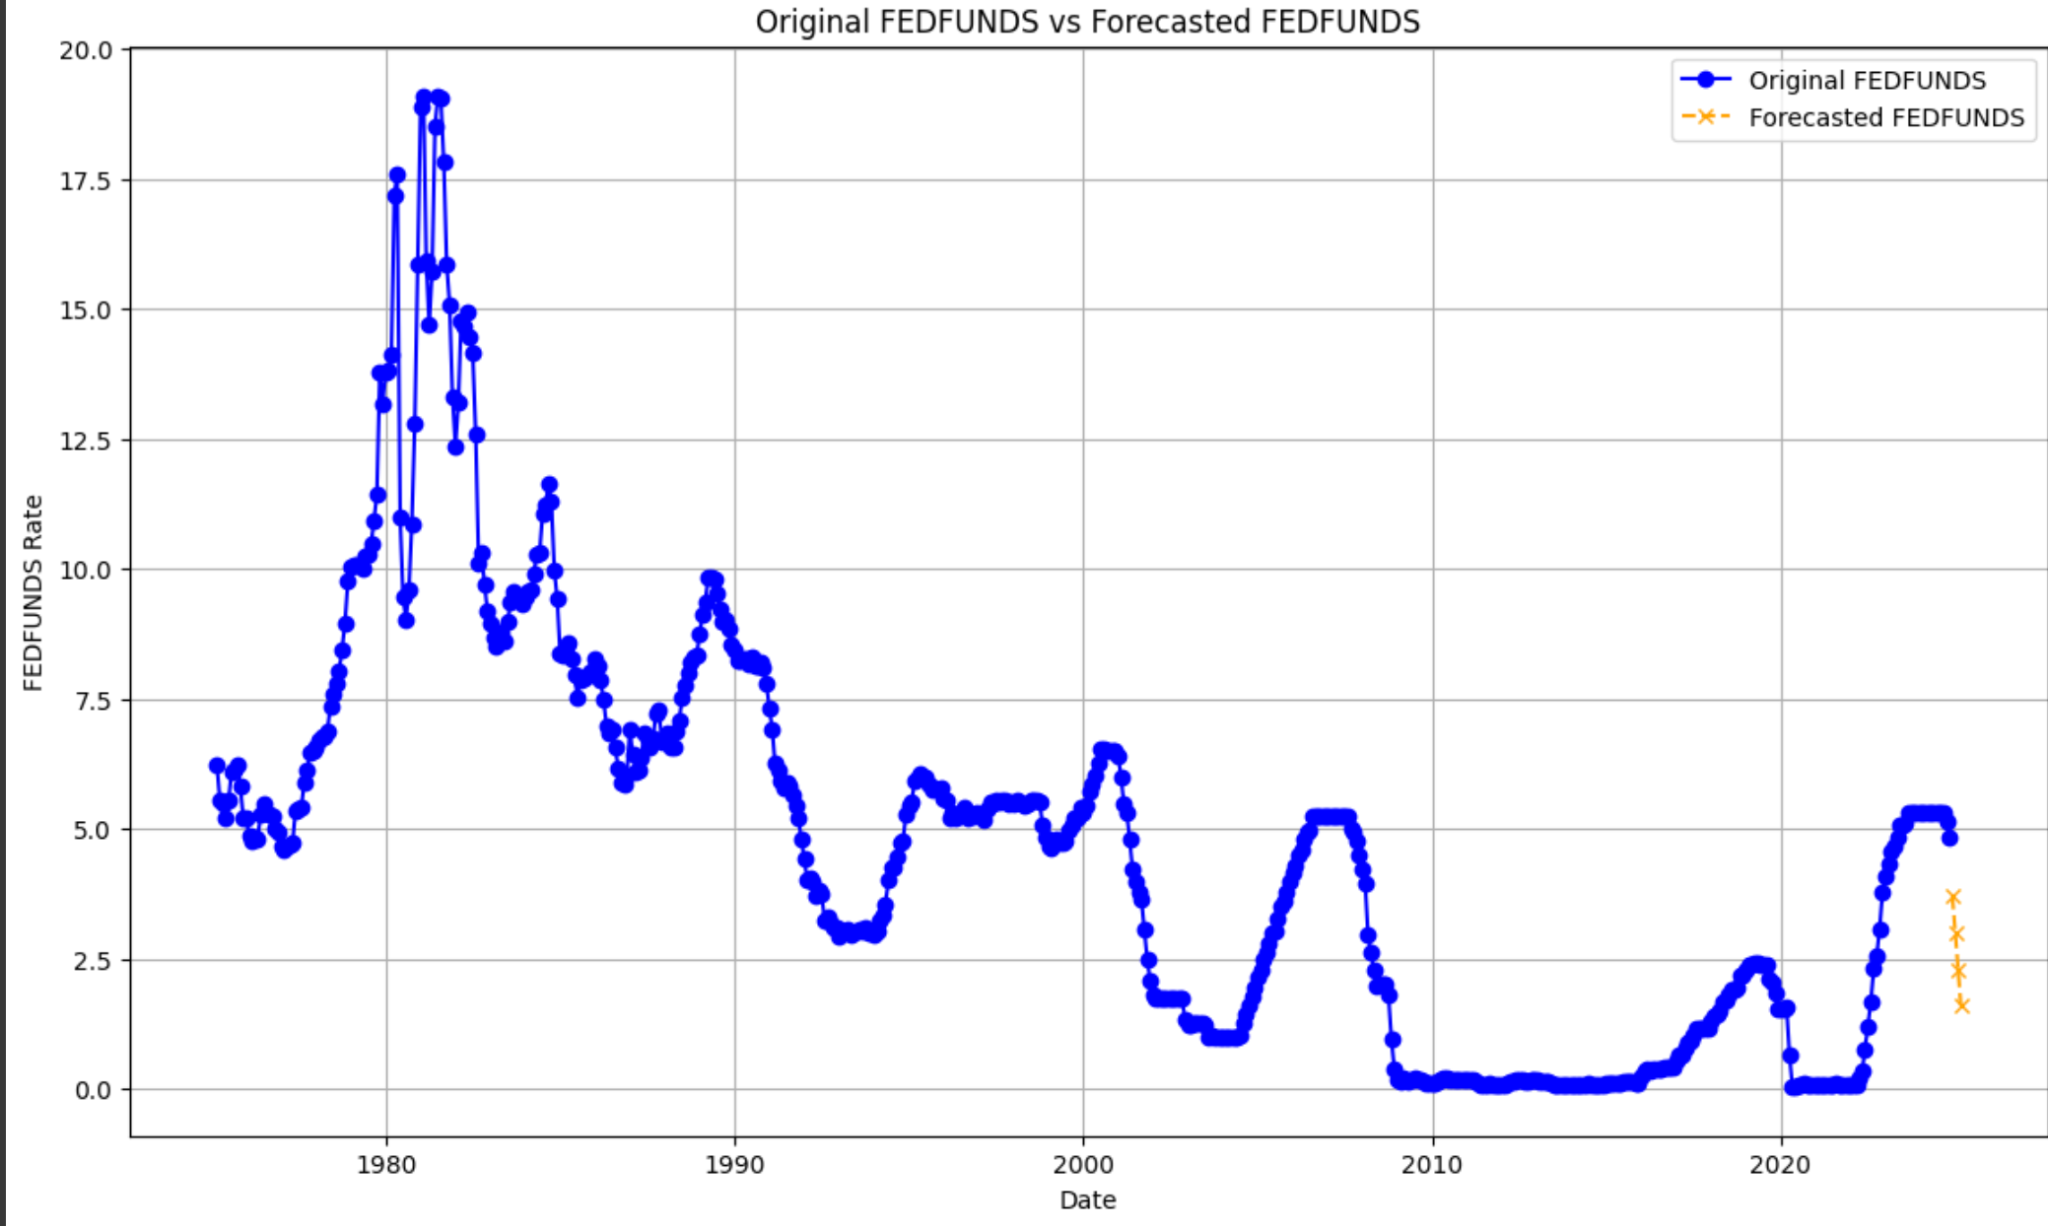 Original FEDFUNDS vs Forecasted FEDFUNDS
Original FEDFUNDS
Forecasted FEDFUNDS
20.0
17.5
15.0
12.5
10.0
7.5
5.0
2.5
0.0
FEDFUNDS Rate
1980
1990
2000
2010
2020
Date